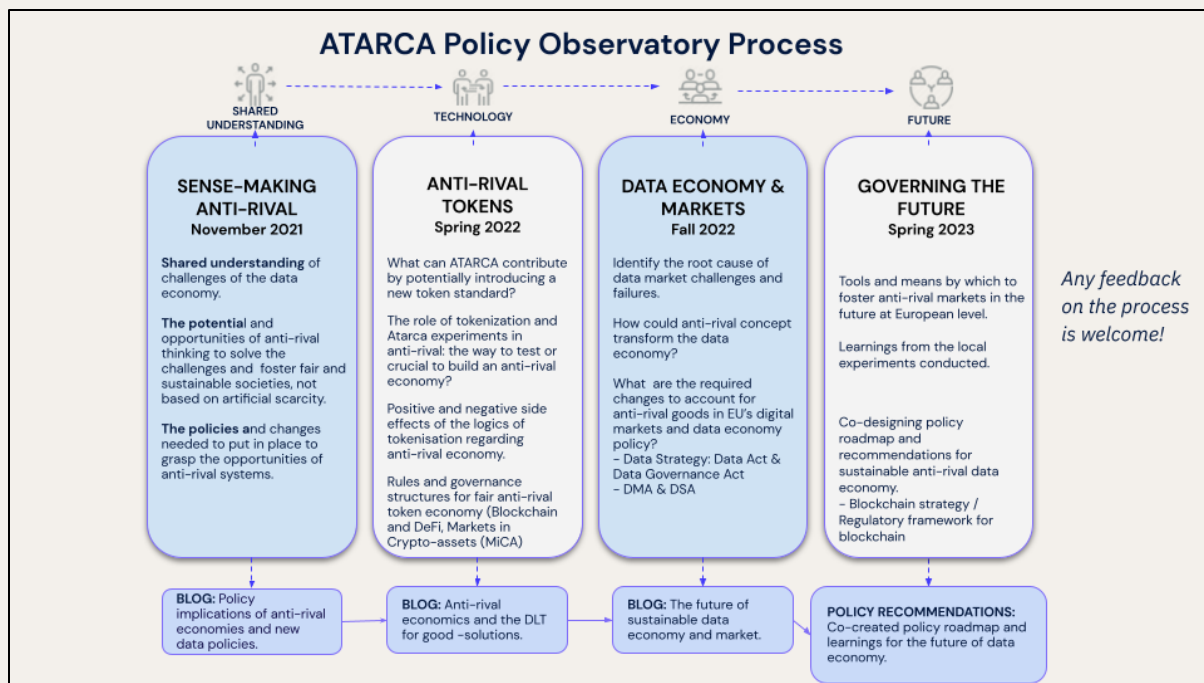 ATARCA Policy Observatory Process
SHARED
UNDERSTANDING
TECHNOLOGY
ECONOMY
FUTURE
SENSE-MAKING
ANTI-RIVAL
November 2021
Shared understanding of
challenges of the data
economy.
The potential and
opportunities of anti-rival
thinking to solve the
challenges and foster fair and
sustainable societies, not
based on artificial scarcity.
The policies and changes
needed to put in place to
grasp the opportunities of
anti-rival systems.
ANTI-RIVAL
TOKENS
Spring 2022
What can ATARCA contribute
by potentially introducing a
new token standard?
The role of tokenization and
Atarca experiments in
anti-rival: the way to test or
crucial to build an anti-rival
economy?
Positive and negative side
effects of the logics of
tokenisation regarding
anti-rival economy.
Rules and governance
structures for fair anti-rival
token economy (Blockchain
and DeFi, Markets in
Crypto-assets (MiCA)
DATA ECONOMY &
MARKETS
Fall 2022
Identify the root cause of
data market challenges and
failures.
How could anti-rival concept
transform the data
economy?
What are the required
changes to account for
anti-rival goods in EU's digital
markets and data economy
policy?
- Data Strategy: Data Act &
Data Governance Act
- DMA & DSA
GOVERNING THE
FUTURE
Spring 2023
Tools and means by which to
foster anti-rival markets in the
future at European level.
Learnings from the local
experiments conducted.
Co-designing policy
roadmap and
recommendations for
sustainable anti-rival data
economy.
- Blockchain strategy /
Regulatory framework for
blockchain
Any feedback
on the process
is welcome!
BLOG: Policy
implications of anti-rival
economies and new
data policies.
BLOG: Anti-rival
economics and the DLT
for good -solutions.
BLOG: The future of
sustainable data
economy and market.
POLICY RECOMMENDATIONS:
Co-created policy roadmap and
learnings for the future of data
economy.